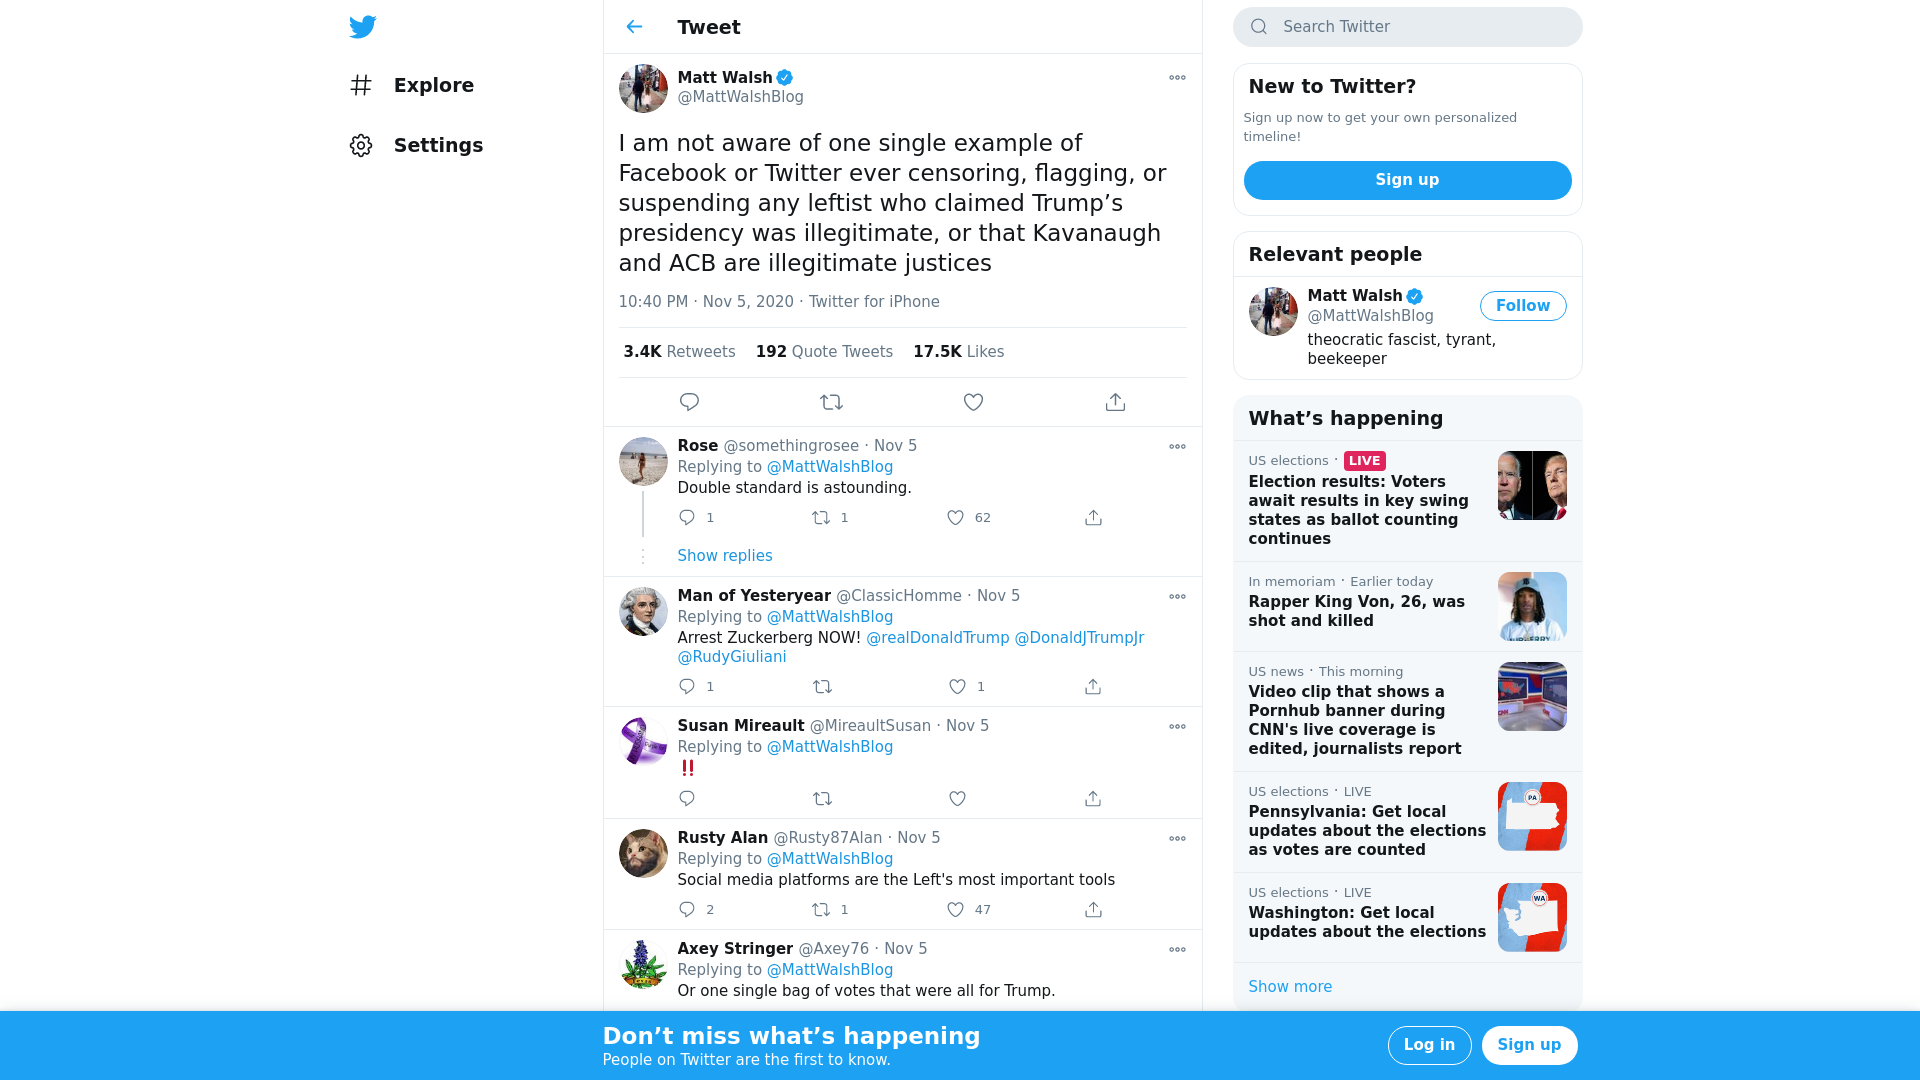 Explore
Settings
Tweet
Matt Walsh
@MattWalshBlog
I am not aware of one single example of
Facebook or Twitter ever censoring, flagging, or
suspending any leftist who claimed Trump’s
presidency was illegitimate, or that Kavanaugh
and ACB are illegitimate justices
10:40 PM · Nov 5, 2020 · Twitter for iPhone
3.4K Retweets 192 Quote Tweets 17.5K Likes
Rose @somethingrosee · Nov 5
Replying to @MattWalshBlog
Double standard is astounding.
1 1 62
Show replies
Man of Yesteryear @ClassicHomme · Nov 5
Replying to @MattWalshBlog
Arrest Zuckerberg NOW! @realDonaldTrump @DonaldJTrumpJr
@RudyGiuliani
1 1
Susan Mireault @MireaultSusan · Nov 5
Replying to @MattWalshBlog
‼️
Rusty Alan @Rusty87Alan · Nov 5
Replying to @MattWalshBlog
Social media platforms are the Left's most important tools
2 1 47
Axey Stringer @Axey76 · Nov 5
Replying to @MattWalshBlog
Or one single bag of votes that were all for Trump.
Search Twitter
New to Twitter?
Sign up now to get your own personalized
timeline!
Sign up
Relevant people
Matt Walsh
@MattWalshBlog
Follow
theocratic fascist, tyrant,
beekeeper
What’s happening
US elections · LIVE
Election results: Voters
await results in key swing
states as ballot counting
continues
In memoriam · Earlier today
Rapper King Von, 26, was
shot and killed
US news · This morning
Video clip that shows a
Pornhub banner during
CNN's live coverage is
edited, journalists report
US elections · LIVE
Pennsylvania: Get local
updates about the elections
as votes are counted
PA
US elections · LIVE
Washington: Get local
updates about the elections
WA
Show more
Don’t miss what’s happening
People on Twitter are the first to know.
Log in
Sign up